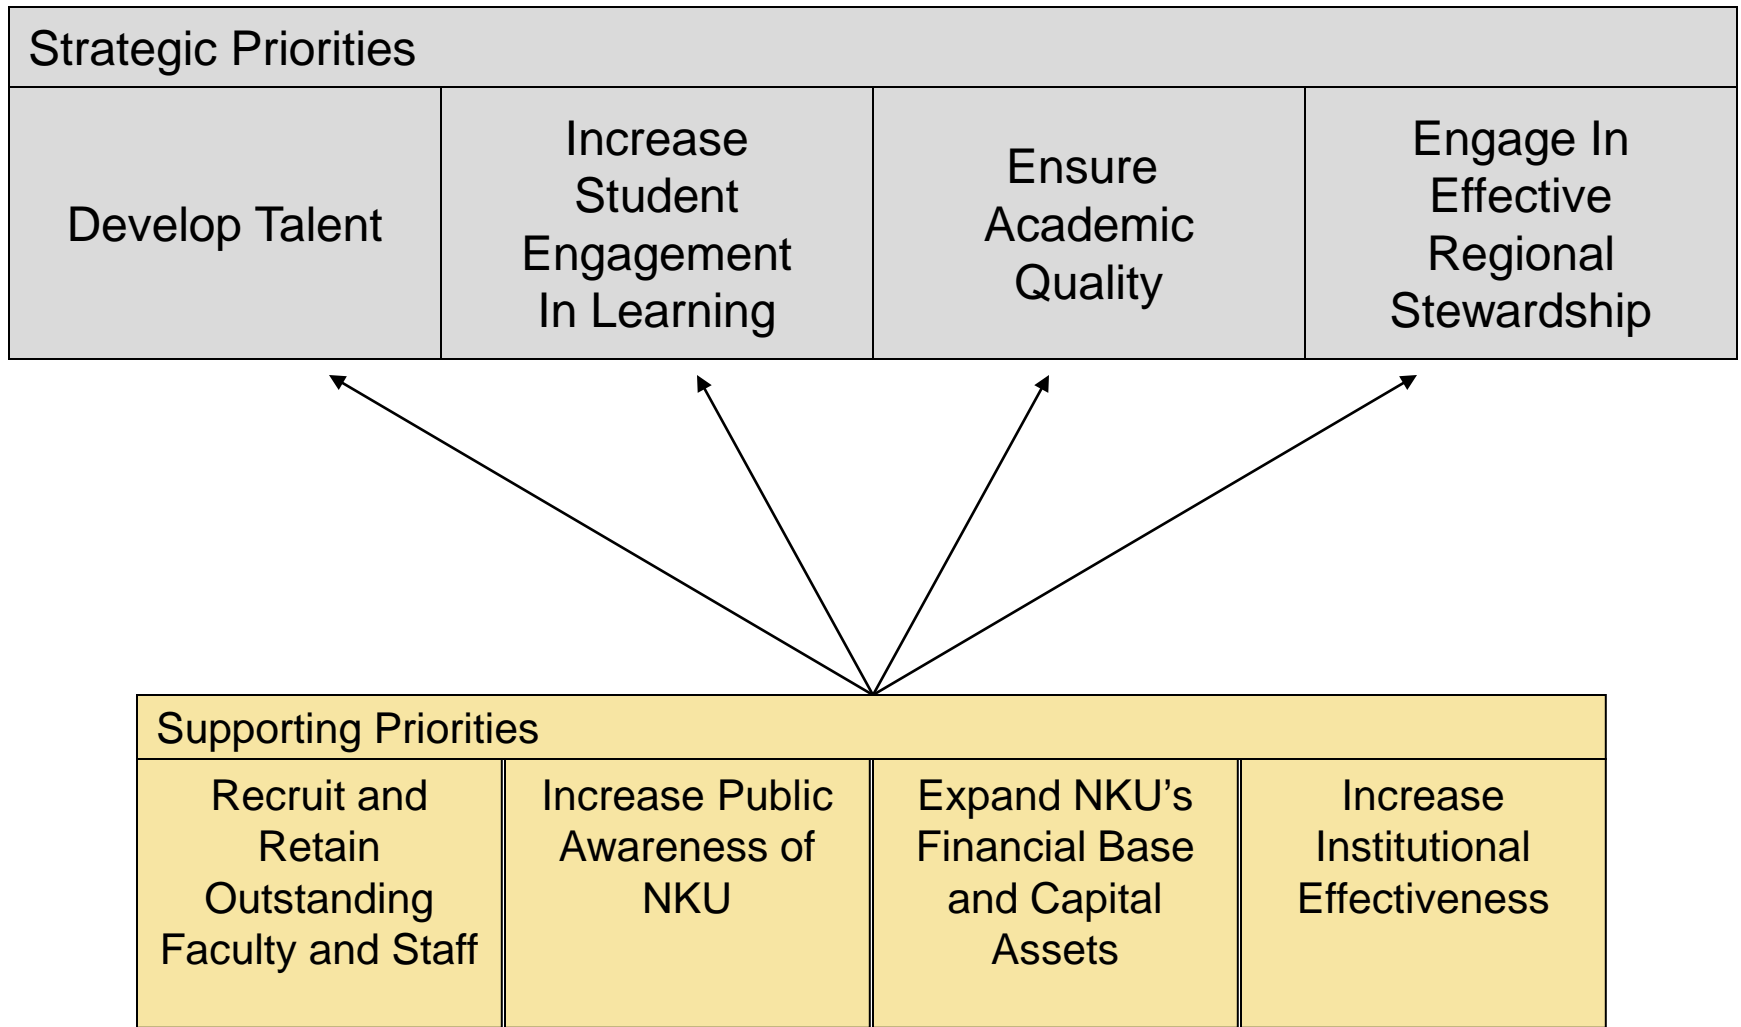 Strategic Priorities
Develop Talent
Increase
Student
Engagement
In Learning
Ensure
Academic
Quality
Engage In
Effective
Regional
Stewardship
Supporting Priorities
Recruit and
Retain
Outstanding
Faculty and Staff
Increase Public
Awareness of
NKU
Expand NKU’s
Financial Base
and Capital
Assets
Increase
Institutional
Effectiveness